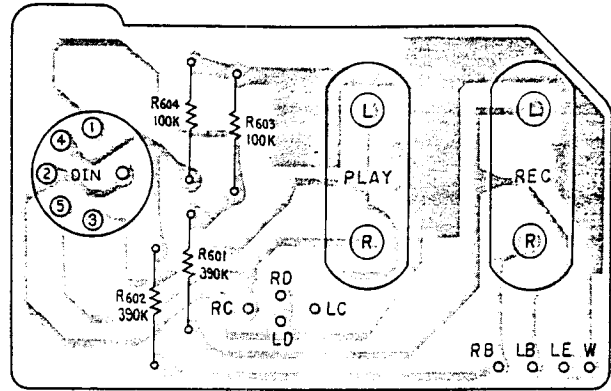 R604
100K
R603
100K
1
4
2
DIN
5
3
L
PLAY
R
L
REC
R
R601
390K
R602
390K
RC
RD
LC
LD
RB LB LE W